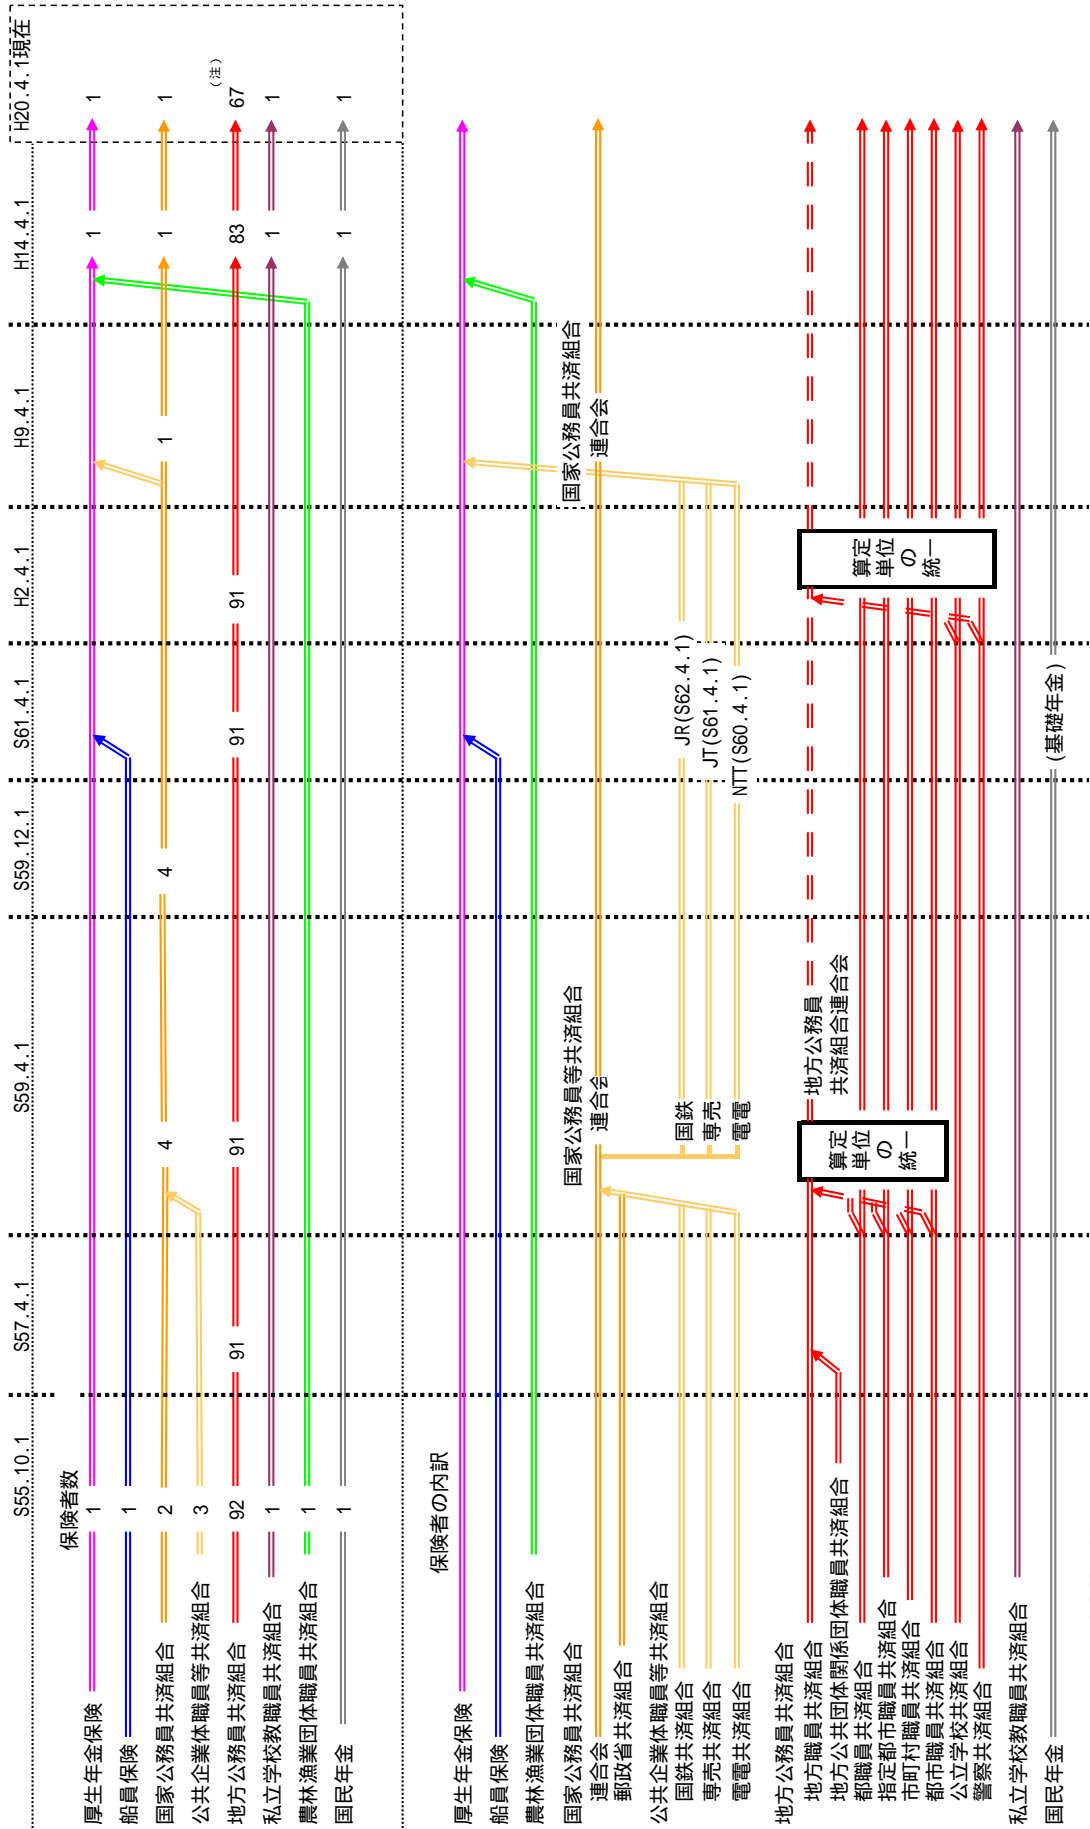 S55.10.1
S57.4.1
S59.4.1
S59.12.1
S61.4.1
H2.4.1
H9.4.1
H14.4.1
H20.4.1現在
保険者数
厚生年金保険 1 1 1
船員保険 1
国家公務員共済組合 2 4 4 1 1 1
公共企業体職員等共済組合 3
(注)
地方公務員共済組合 92 91 91 91 91 83 67
私立学校教職員共済組合 1 1 1
農林漁業団体職員共済組合 1
国民年金 1 1 1
保険者の内訳
厚生年金保険
船員保険
農林漁業団体職員共済組合
国家公務員共済組合
国家公務員等共済組合
国家公務員共済組合
連合会
連合会
連合会
郵政省共済組合
公共企業体職員等共済組合
国鉄共済組合 国鉄 JR(S62.4.1)
専売共済組合 専売 JT(S61.4.1)
電電共済組合 電電 NTT(S60.4.1)
地方公務員共済組合
地方職員共済組合
地方公務員
共済組合連合会
地方公共団体関係団体職員共済組合
都職員共済組合
指定都市職員共済組合
市町村職員共済組合
都市職員共済組合
公立学校共済組合
警察共済組合
算定
単位
の
統一
算定
単位
の
統一
私立学校教職員共済組合
国民年金 (基礎年金)